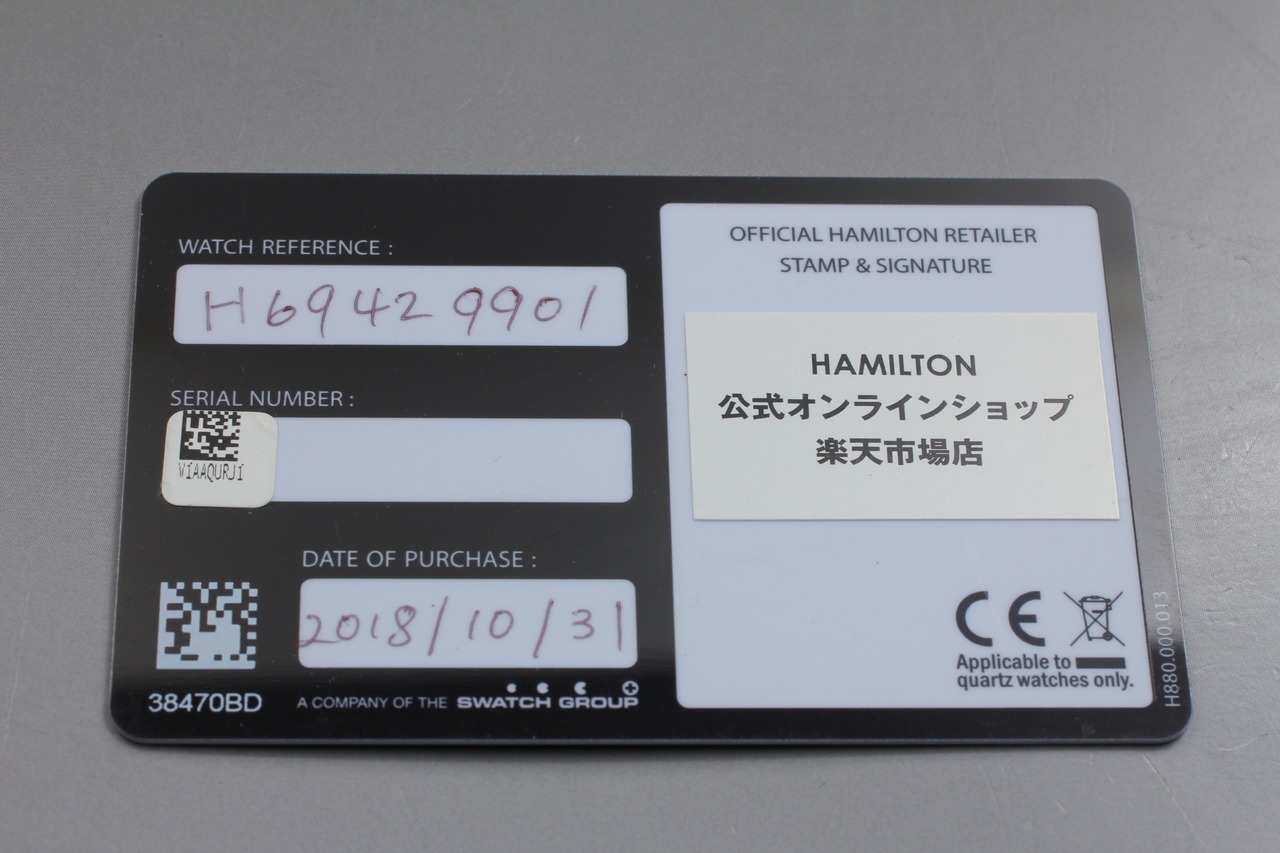 WATCH REFERENCE :
H69429901
SERIAL NUMBER :
V1AAQURJ1
DATE OF PURCHASE :
2018/10/31
38470BD
A COMPANY OF THE SWATCH GROUP
OFFICIAL HAMILTON RETAILER
STAMP & SIGNATURE
HAMILTON
公式オンラインショップ
楽天市場店
CE
Applicable to
quartz watches only.
H880.000.013